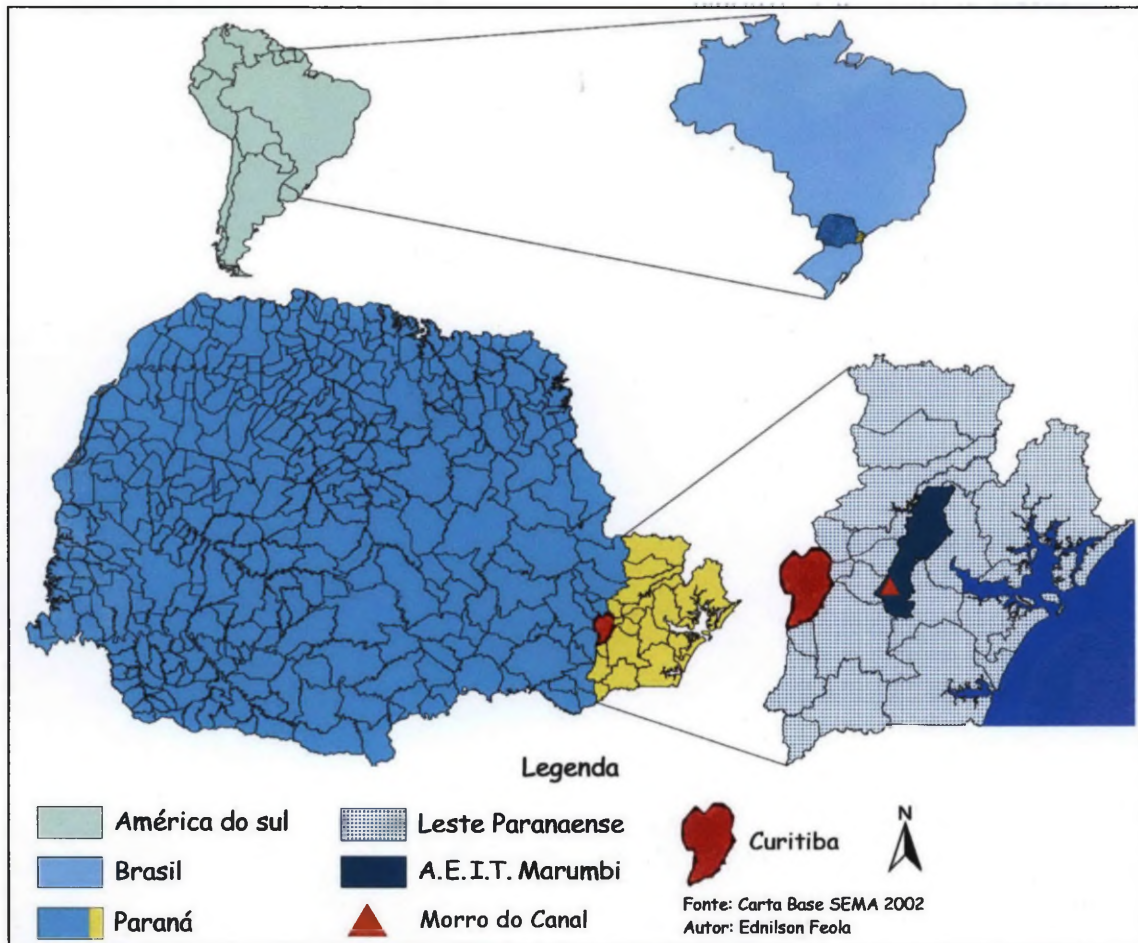 Legenda
América do sul
Brasil
Paraná
Leste Paranaense
A.E.I.T. Marumbi
Morro do Canal
Curitiba
N
Fonte: Carta Base SEMA 2002
Autor: Ednilson Feola